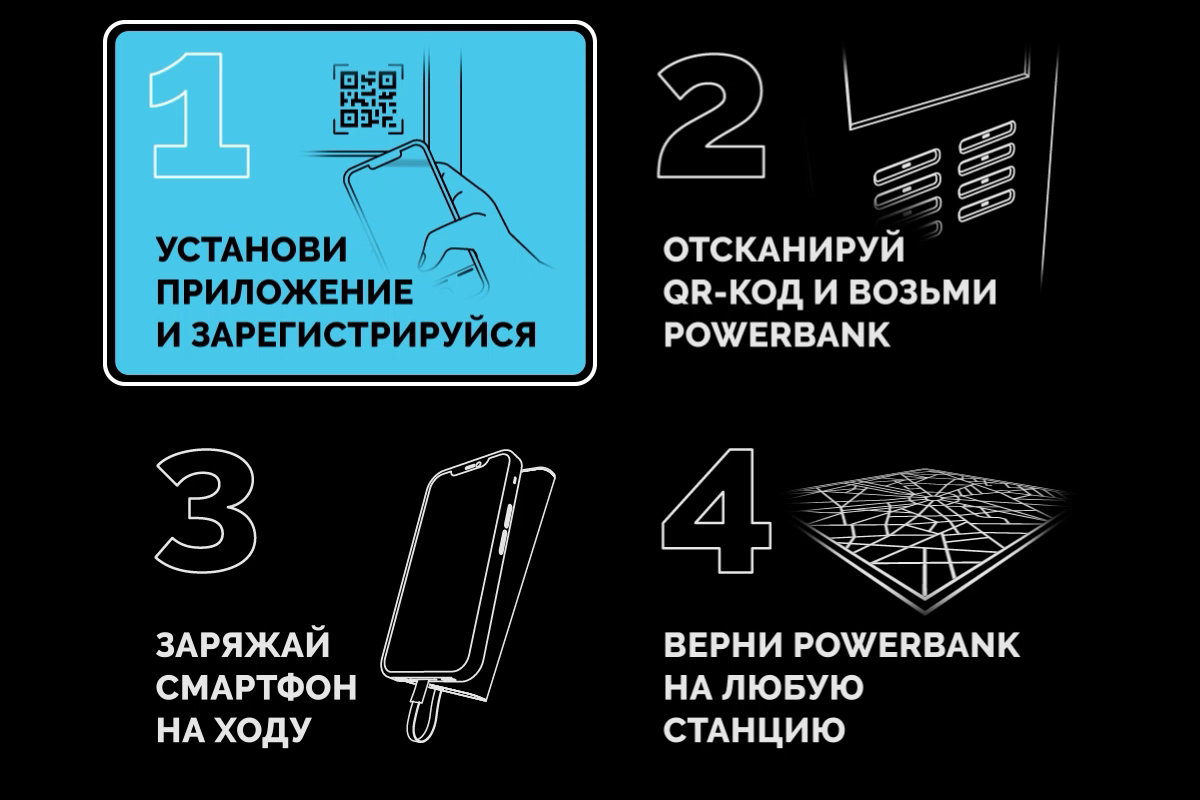 1
УСТАНОВИ
ПРИЛОЖЕНИЕ
И ЗАРЕГИСТРИРУЙСЯ
2
ОТСКАНИРУЙ
QR-КОД И ВОЗЬМИ
POWERBANK
3
ЗАРЯЖАЙ
СМАРТФОН
НА ХОДУ
4
ВЕРНИ POWERBANK
НА ЛЮБУЮ
СТАНЦИЮ